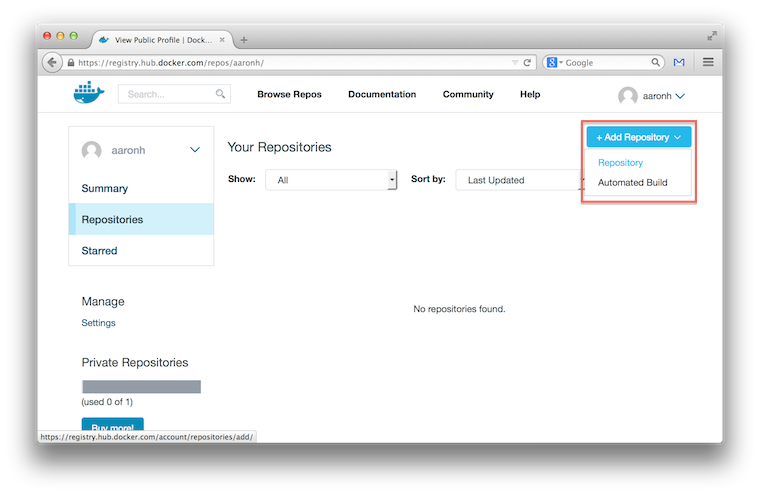 View Public Profile | Dock...
https://registry.hub.docker.com/repos/aaronh/
Google
Search...
Browse Repos
Documentation
Community
Help
aaronh
aaronh
Summary
Repositories
Starred
Manage
Settings
Private Repositories
(used 0 of 1)
Buy more!
Your Repositories
Show:
All
Sort by:
Last Updated
+ Add Repository
Repository
Automated Build
No repositories found.
https://registry.hub.docker.com/account/repositories/add/